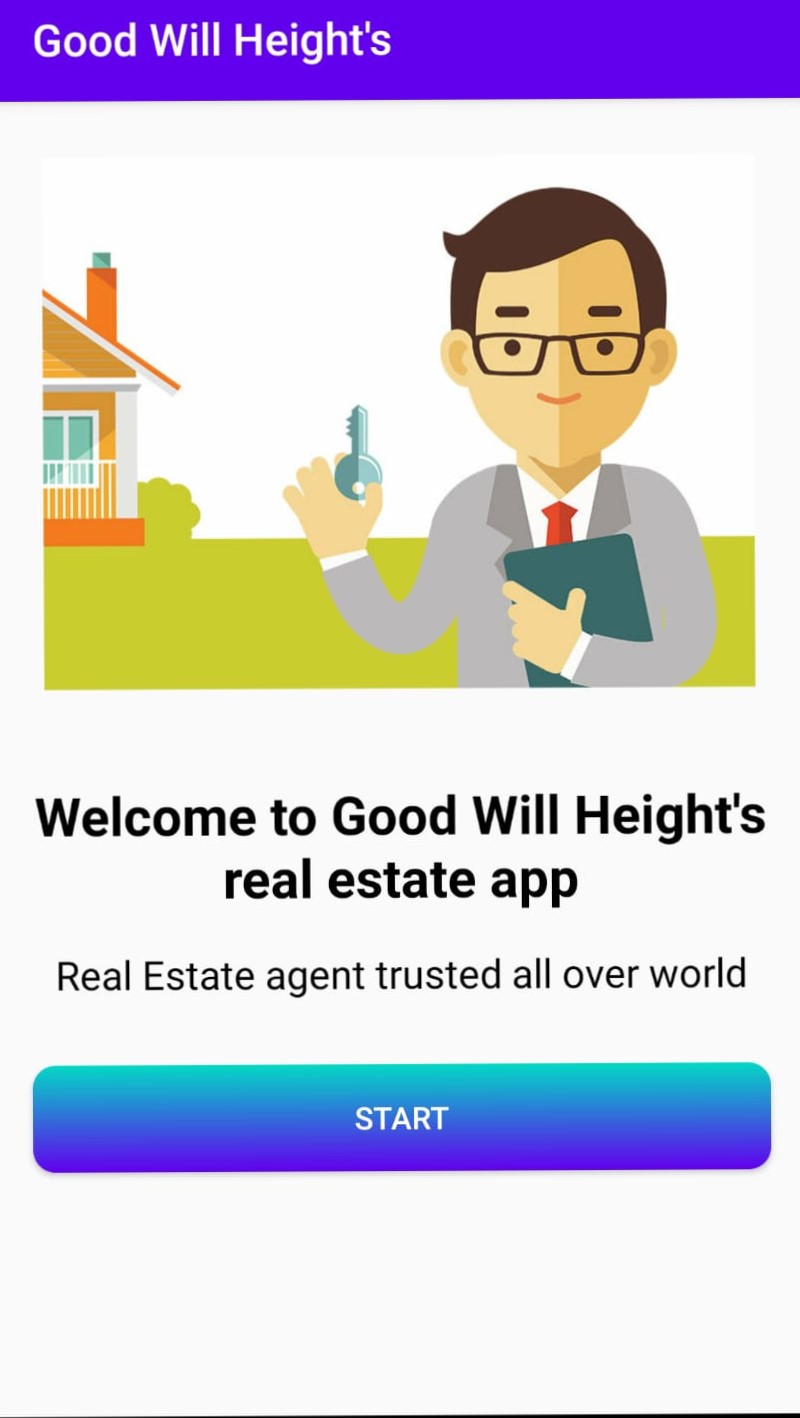 Good Will Height's
Welcome to Good Will Height's
real estate app
Real Estate agent trusted all over world
START